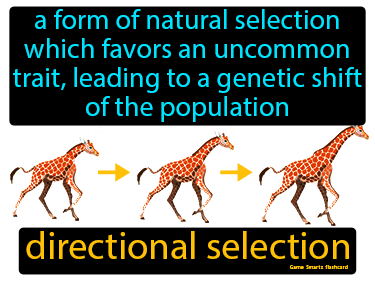 a form of natural selection
which favors an uncommon
trait, leading to a genetic shift
of the population
directional selection
Game Smartz flashcard